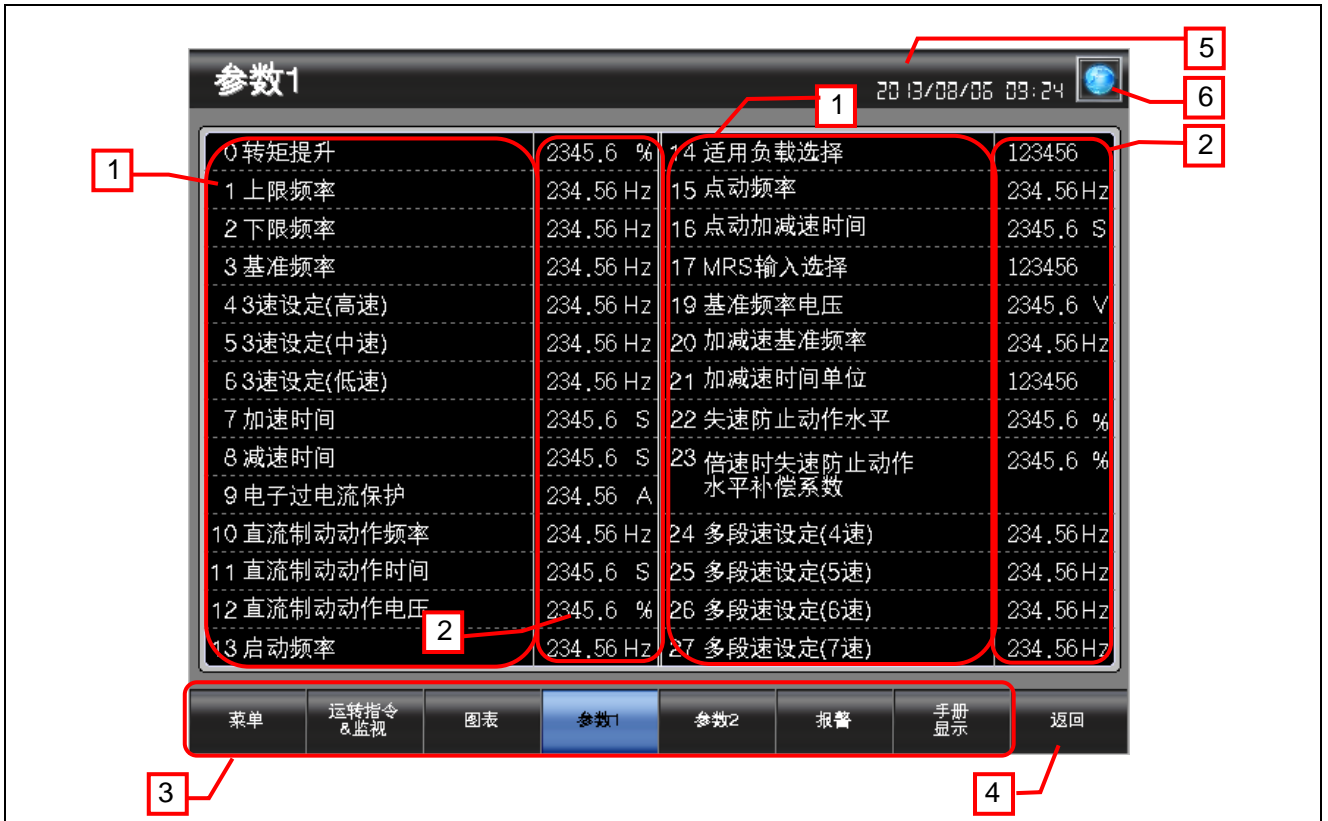 参数1
2013/08/06 09:24
5
6
1
1
2
0 转矩提升 2345.6 % 14 适用负载选择 123456
1 上限频率 234.56 Hz 15 点动频率 234.56 Hz
2 下限频率 234.56 Hz 16 点动加减速时间 2345.6 S
3 基准频率 234.56 Hz 17 MRS输入选择 123456
4 3速设定(高速) 234.56 Hz 19 基准频率电压 2345.6 V
5 3速设定(中速) 234.56 Hz 20 加减速基准频率 234.56 Hz
6 3速设定(低速) 234.56 Hz 21 加减速时间单位 123456
7 加速时间 2345.6 S 22 失速防止动作水平 2345.6 %
8 减速时间 2345.6 S 23 倍速时失速防止动作 2345.6 %
水平补偿系数
9 电子过电流保护 234.56 A
10 直流制动动作频率 234.56 Hz 24 多段速设定(4速) 234.56 Hz
11 直流制动动作时间 2345.6 S 25 多段速设定(5速) 234.56 Hz
12 直流制动动作电压 2345.6 % 26 多段速设定(6速) 234.56 Hz
2
13 启动频率 234.56 Hz 27 多段速设定(7速) 234.56 Hz
菜单 运转指令 图表 参数1 参数2 报警 手册 返回
&监视 显示
3
4